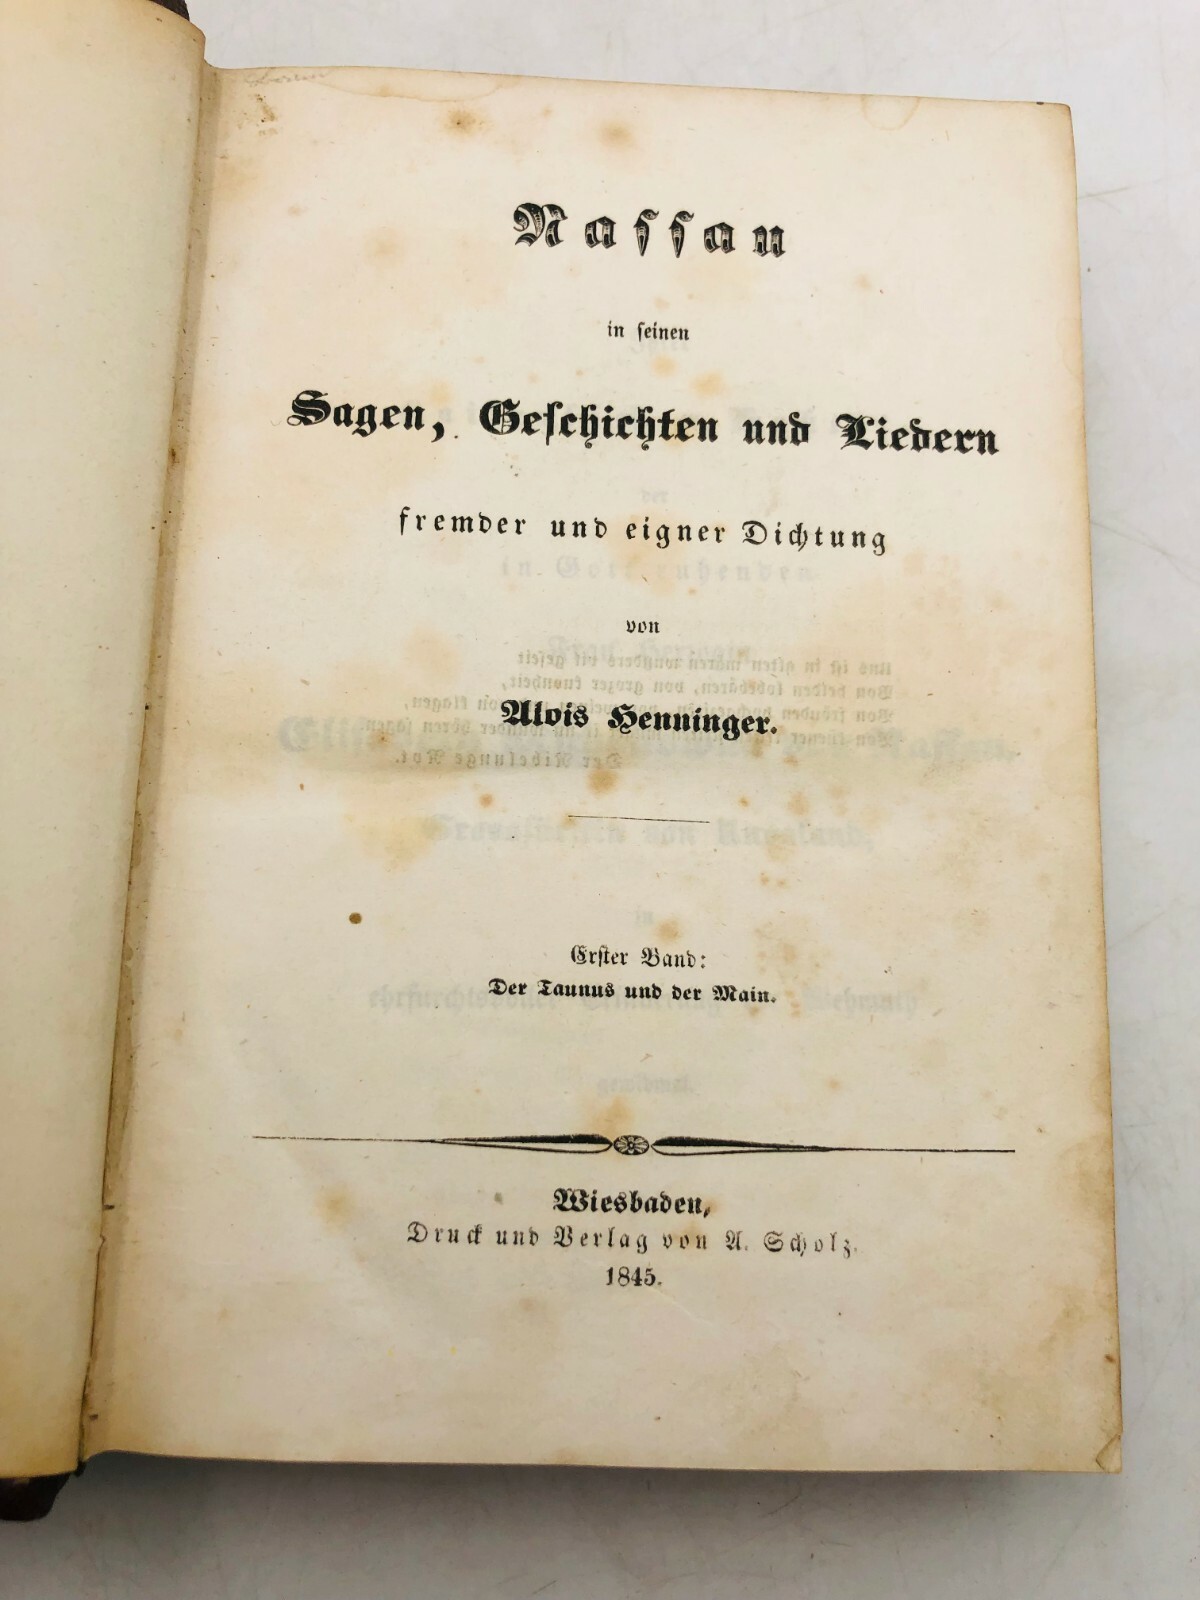 Nassau
in seinen
Sagen, Geschichten und Liedern
fremder und eigner Dichtung
von
Alois Henninger.
Erster Band:
Der Taunus und der Main.
Wiesbaden,
Druck und Verlag von A. Scholz.
1845.